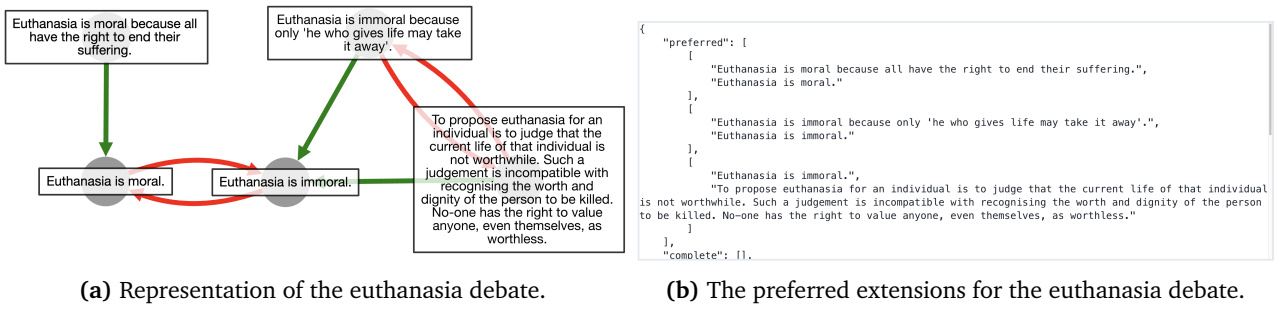 Euthanasia is moral because all
have the right to end their
suffering.
Euthanasia is immoral because
only 'he who gives life may take
it away'.
To propose euthanasia for an
individual is to judge that the
current life of that individual is
not worthwhile. Such a
judgement is incompatible with
recognising the worth and
dignity of the person to be killed.
No-one has the right to value
anyone, even themselves, as
worthless.
Euthanasia is moral.
Euthanasia is immoral.
(a) Representation of the euthanasia debate.
{
"preferred": [
[
"Euthanasia is moral because all have the right to end their suffering.",
"Euthanasia is moral."
],
[
"Euthanasia is immoral because only 'he who gives life may take it away'.",
"Euthanasia is immoral."
],
[
"Euthanasia is immoral.",
"To propose euthanasia for an individual is to judge that the current life of that individual
is not worthwhile. Such a judgement is incompatible with recognising the worth and dignity of the person
to be killed. No-one has the right to value anyone, even themselves, as worthless."
]
],
"complete": [],
(b) The preferred extensions for the euthanasia debate.